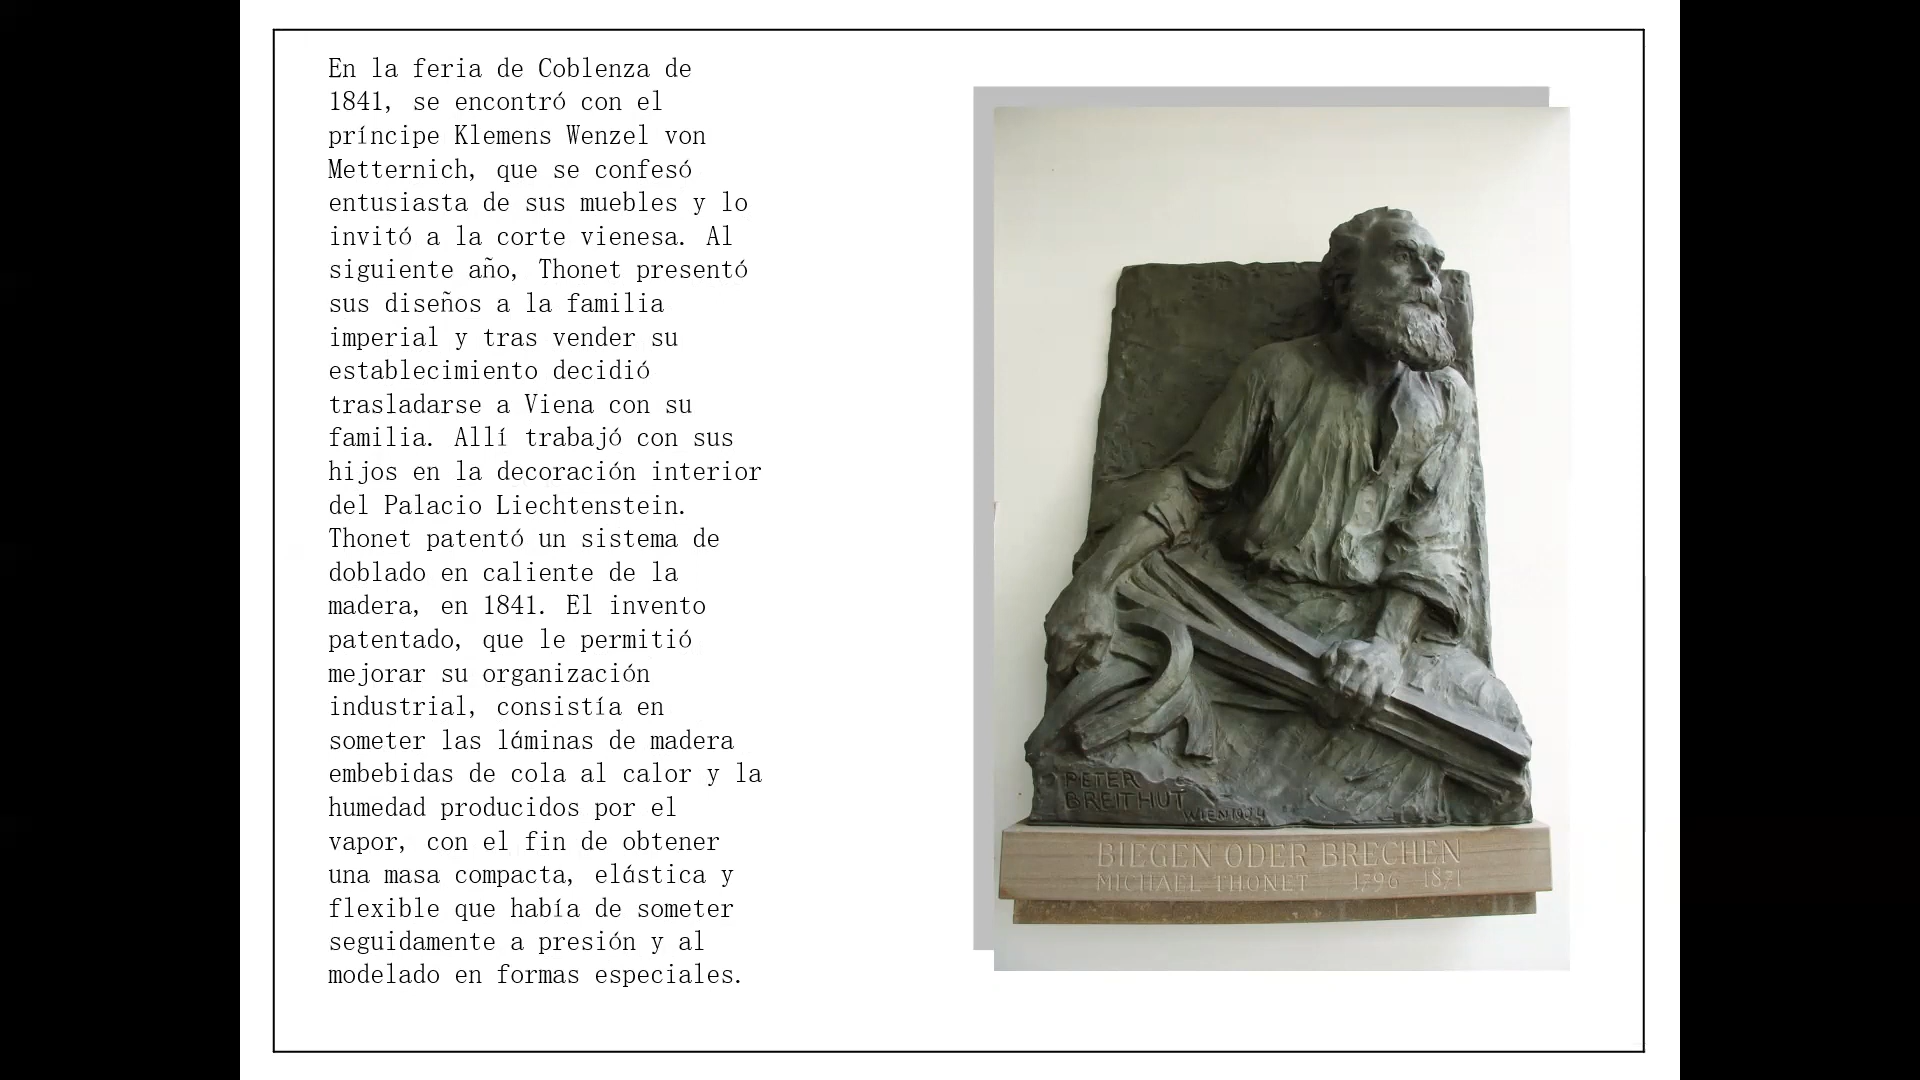 En la feria de Coblenza de
1841, se encontró con el
príncipe Klemens Wenzel von
Metternich, que se confesó
entusiasta de sus muebles y lo
invitó a la corte vienesa. Al
siguiente año, Thonet presentó
sus diseños a la familia
imperial y tras vender su
establecimiento decidió
trasladarse a Viena con su
familia. Allí trabajó con sus
hijos en la decoración interior
del Palacio Liechtenstein.
Thonet patentó un sistema de
doblado en caliente de la
madera, en 1841. El invento
patentado, que le permitió
mejorar su organización
industrial, consistía en
someter las láminas de madera
embebidas de cola al calor y la
humedad producidos por el
vapor, con el fin de obtener
una masa compacta, elástica y
flexible que había de someter
seguidamente a presión y al
modelado en formas especiales.
PETER
BREITHUT
WIEN
BIEGEN ODER BRECHEN
MICHAEL THONET 1796 1871